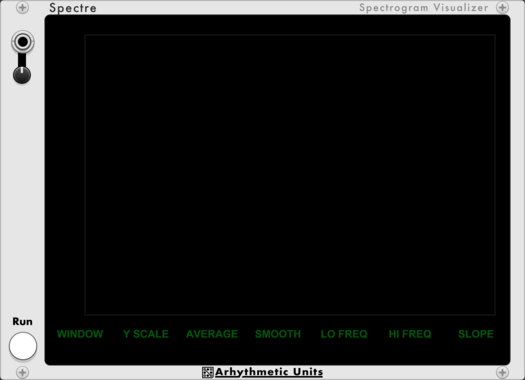 Spectre Spectrogram Visualizer
Run
WINDOW Y SCALE AVERAGE SMOOTH LO FREQ HI FREQ SLOPE
Arhythmetic Units